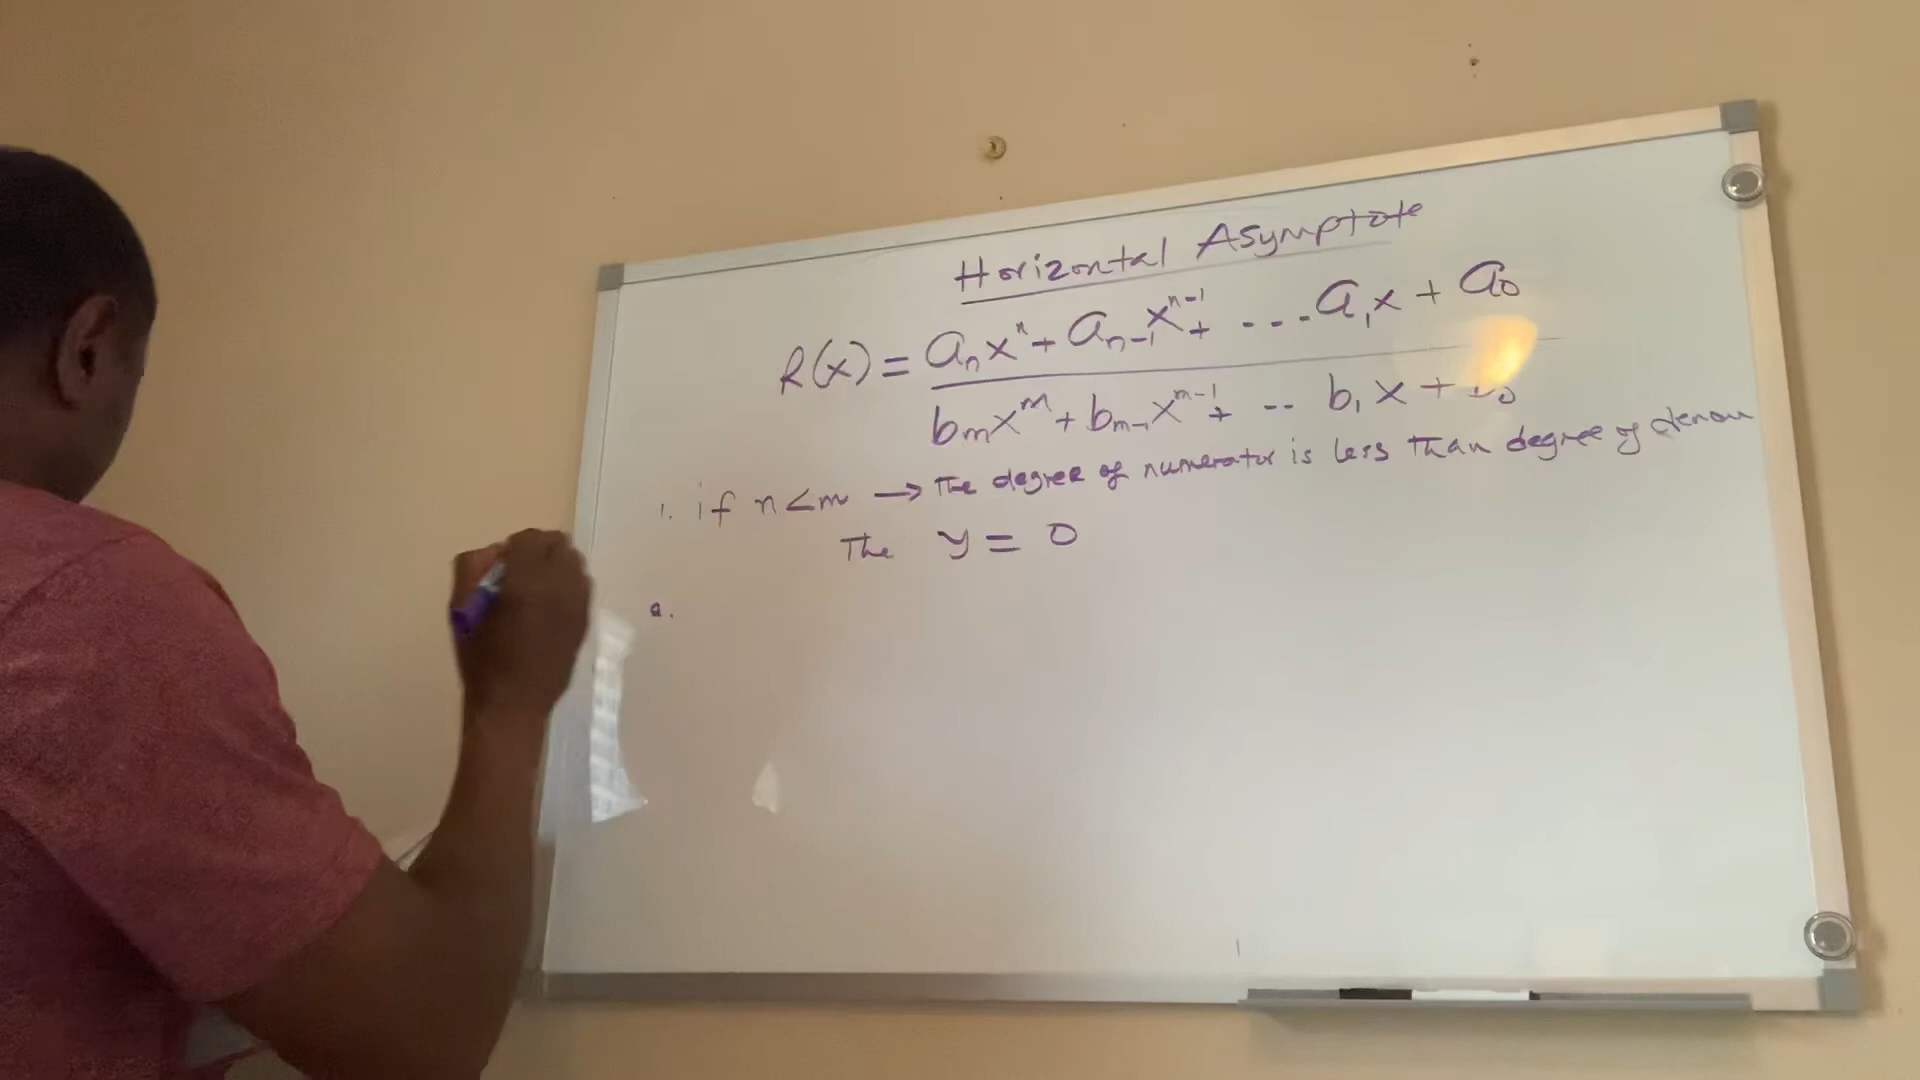 Horizontal Asymptote
R(x) = aₙxⁿ + aₙ₋₁xⁿ⁻¹ + ... a₁x + a₀
bₘxᵐ + bₘ₋₁xᵐ⁻¹ + .. b₁x + ₀
1. if n < m → The degree of numerator is less than degree of denom
The y = 0
a.